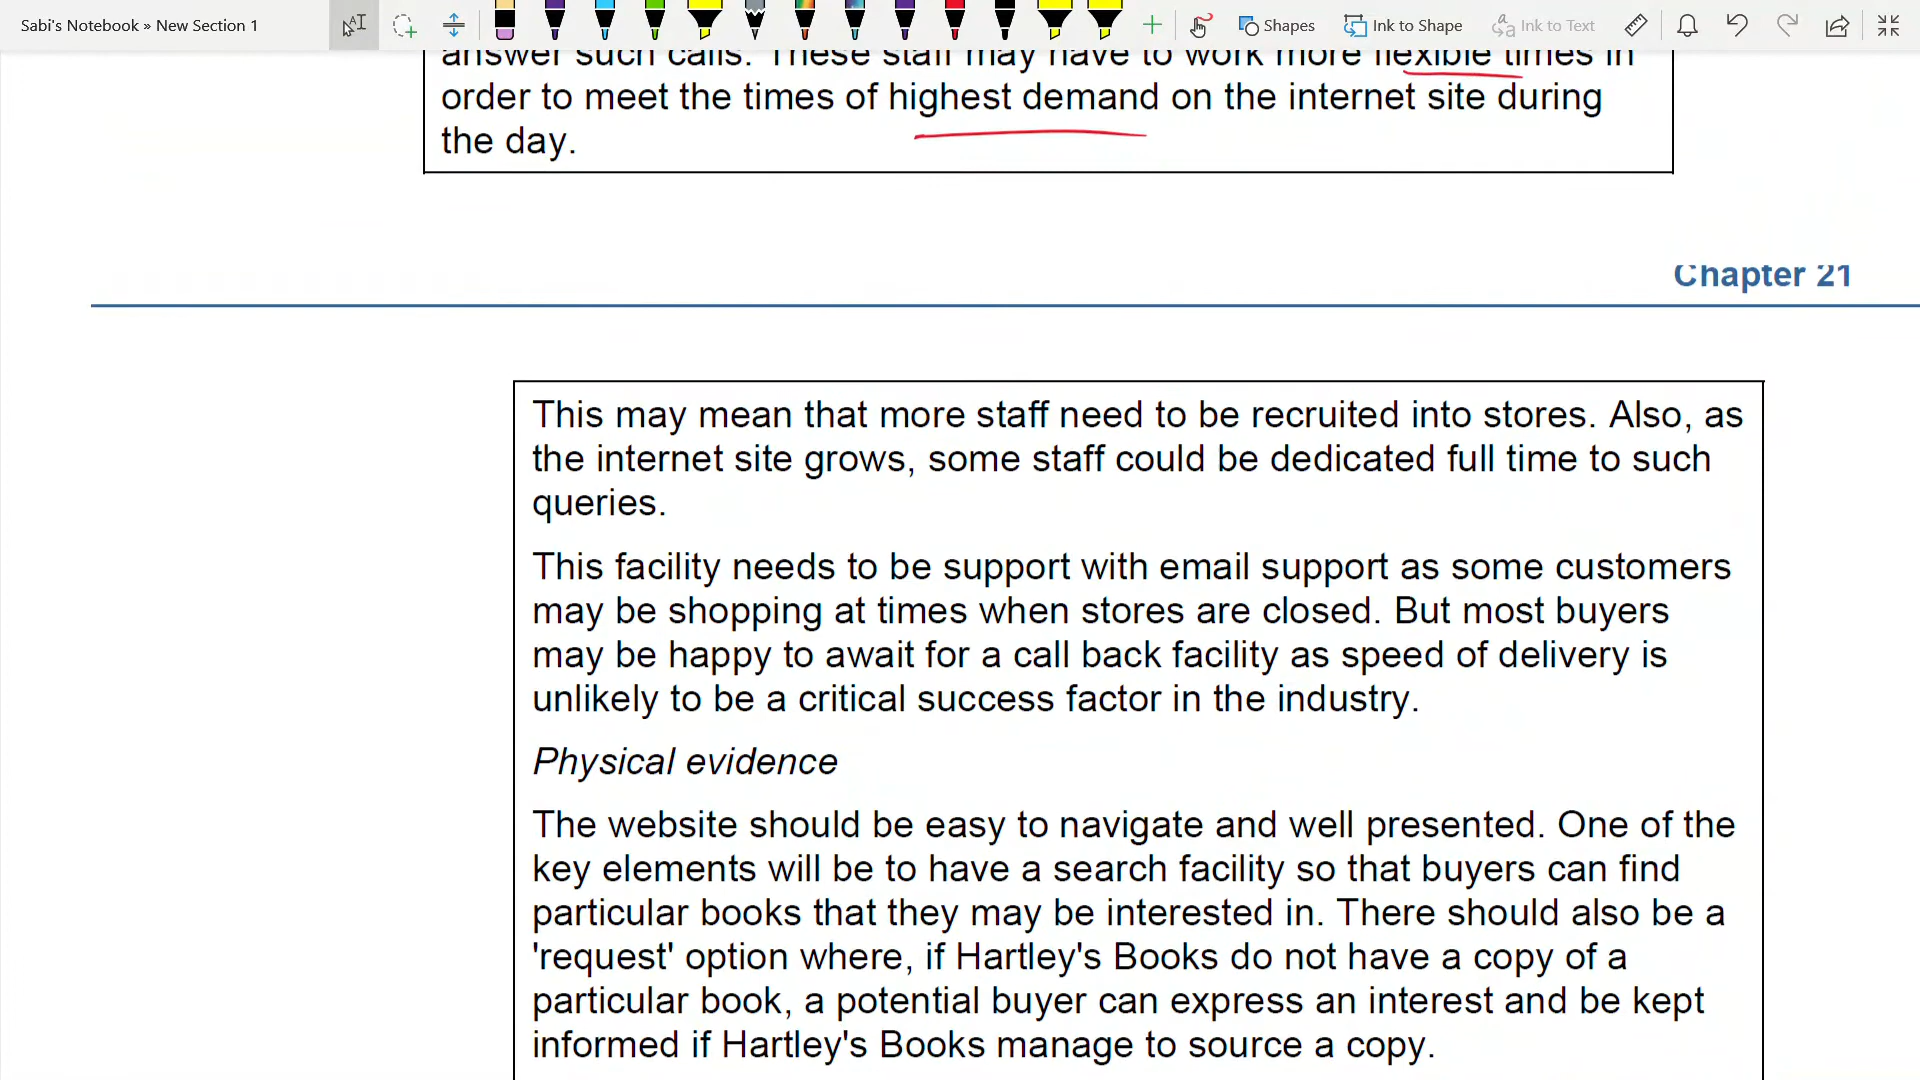 Sabi's Notebook » New Section 1
Shapes
Ink to Shape
Ink to Text
answer such calls. These staff may have to work more flexible times in
order to meet the times of highest demand on the internet site during
the day.
Chapter 21
This may mean that more staff need to be recruited into stores. Also, as
the internet site grows, some staff could be dedicated full time to such
queries.
This facility needs to be support with email support as some customers
may be shopping at times when stores are closed. But most buyers
may be happy to await for a call back facility as speed of delivery is
unlikely to be a critical success factor in the industry.
Physical evidence
The website should be easy to navigate and well presented. One of the
key elements will be to have a search facility so that buyers can find
particular books that they may be interested in. There should also be a
'request' option where, if Hartley's Books do not have a copy of a
particular book, a potential buyer can express an interest and be kept
informed if Hartley's Books manage to source a copy.